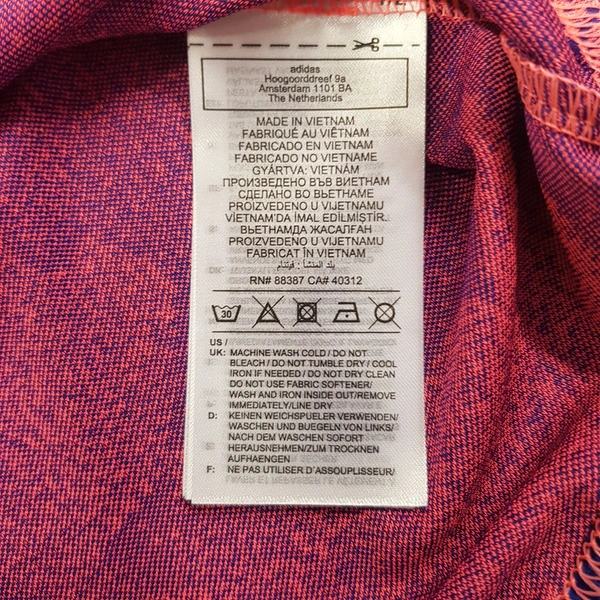 adidas
Hoogoorddreef 9a
Amsterdam 1101 BA
The Netherlands
MADE IN VIETNAM
FABRIQUÉ AU VIÊTNAM
FABRICADO EN VIETNAM
FABRICADO NO VIETNAME
GYÁRTVA: VIETNÁM
ПРОИЗВЕДЕНО ВЪВ ВИЕТНАМ
СДЕЛАНО ВО ВЬЕТНАМЕ
PROIZVEDENO U VIJETNAMU
VİETNAM'DA İMAL EDİLMİŞTİR.
ВЬЕТНАМДА ЖАСАЛҒАН
PROIZVEDENO U VIJETNAMU
FABRICAT ÎN VIETNAM
بلد المنشأ : فيتنام
RN# 88387 CA# 40312
30
US /
UK: MACHINE WASH COLD / DO NOT
BLEACH / DO NOT TUMBLE DRY / COOL
IRON IF NEEDED / DO NOT DRY CLEAN
DO NOT USE FABRIC SOFTENER/
WASH AND IRON INSIDE OUT/REMOVE
IMMEDIATELY/LINE DRY
D: KEINEN WEICHSPUELER VERWENDEN/
WASCHEN UND BUEGELN VON LINKS/
NACH DEM WASCHEN SOFORT
HERAUSNEHMEN/ZUM TROCKNEN
AUFHAENGEN
F: NE PAS UTILISER D'ASSOUPLISEUR/